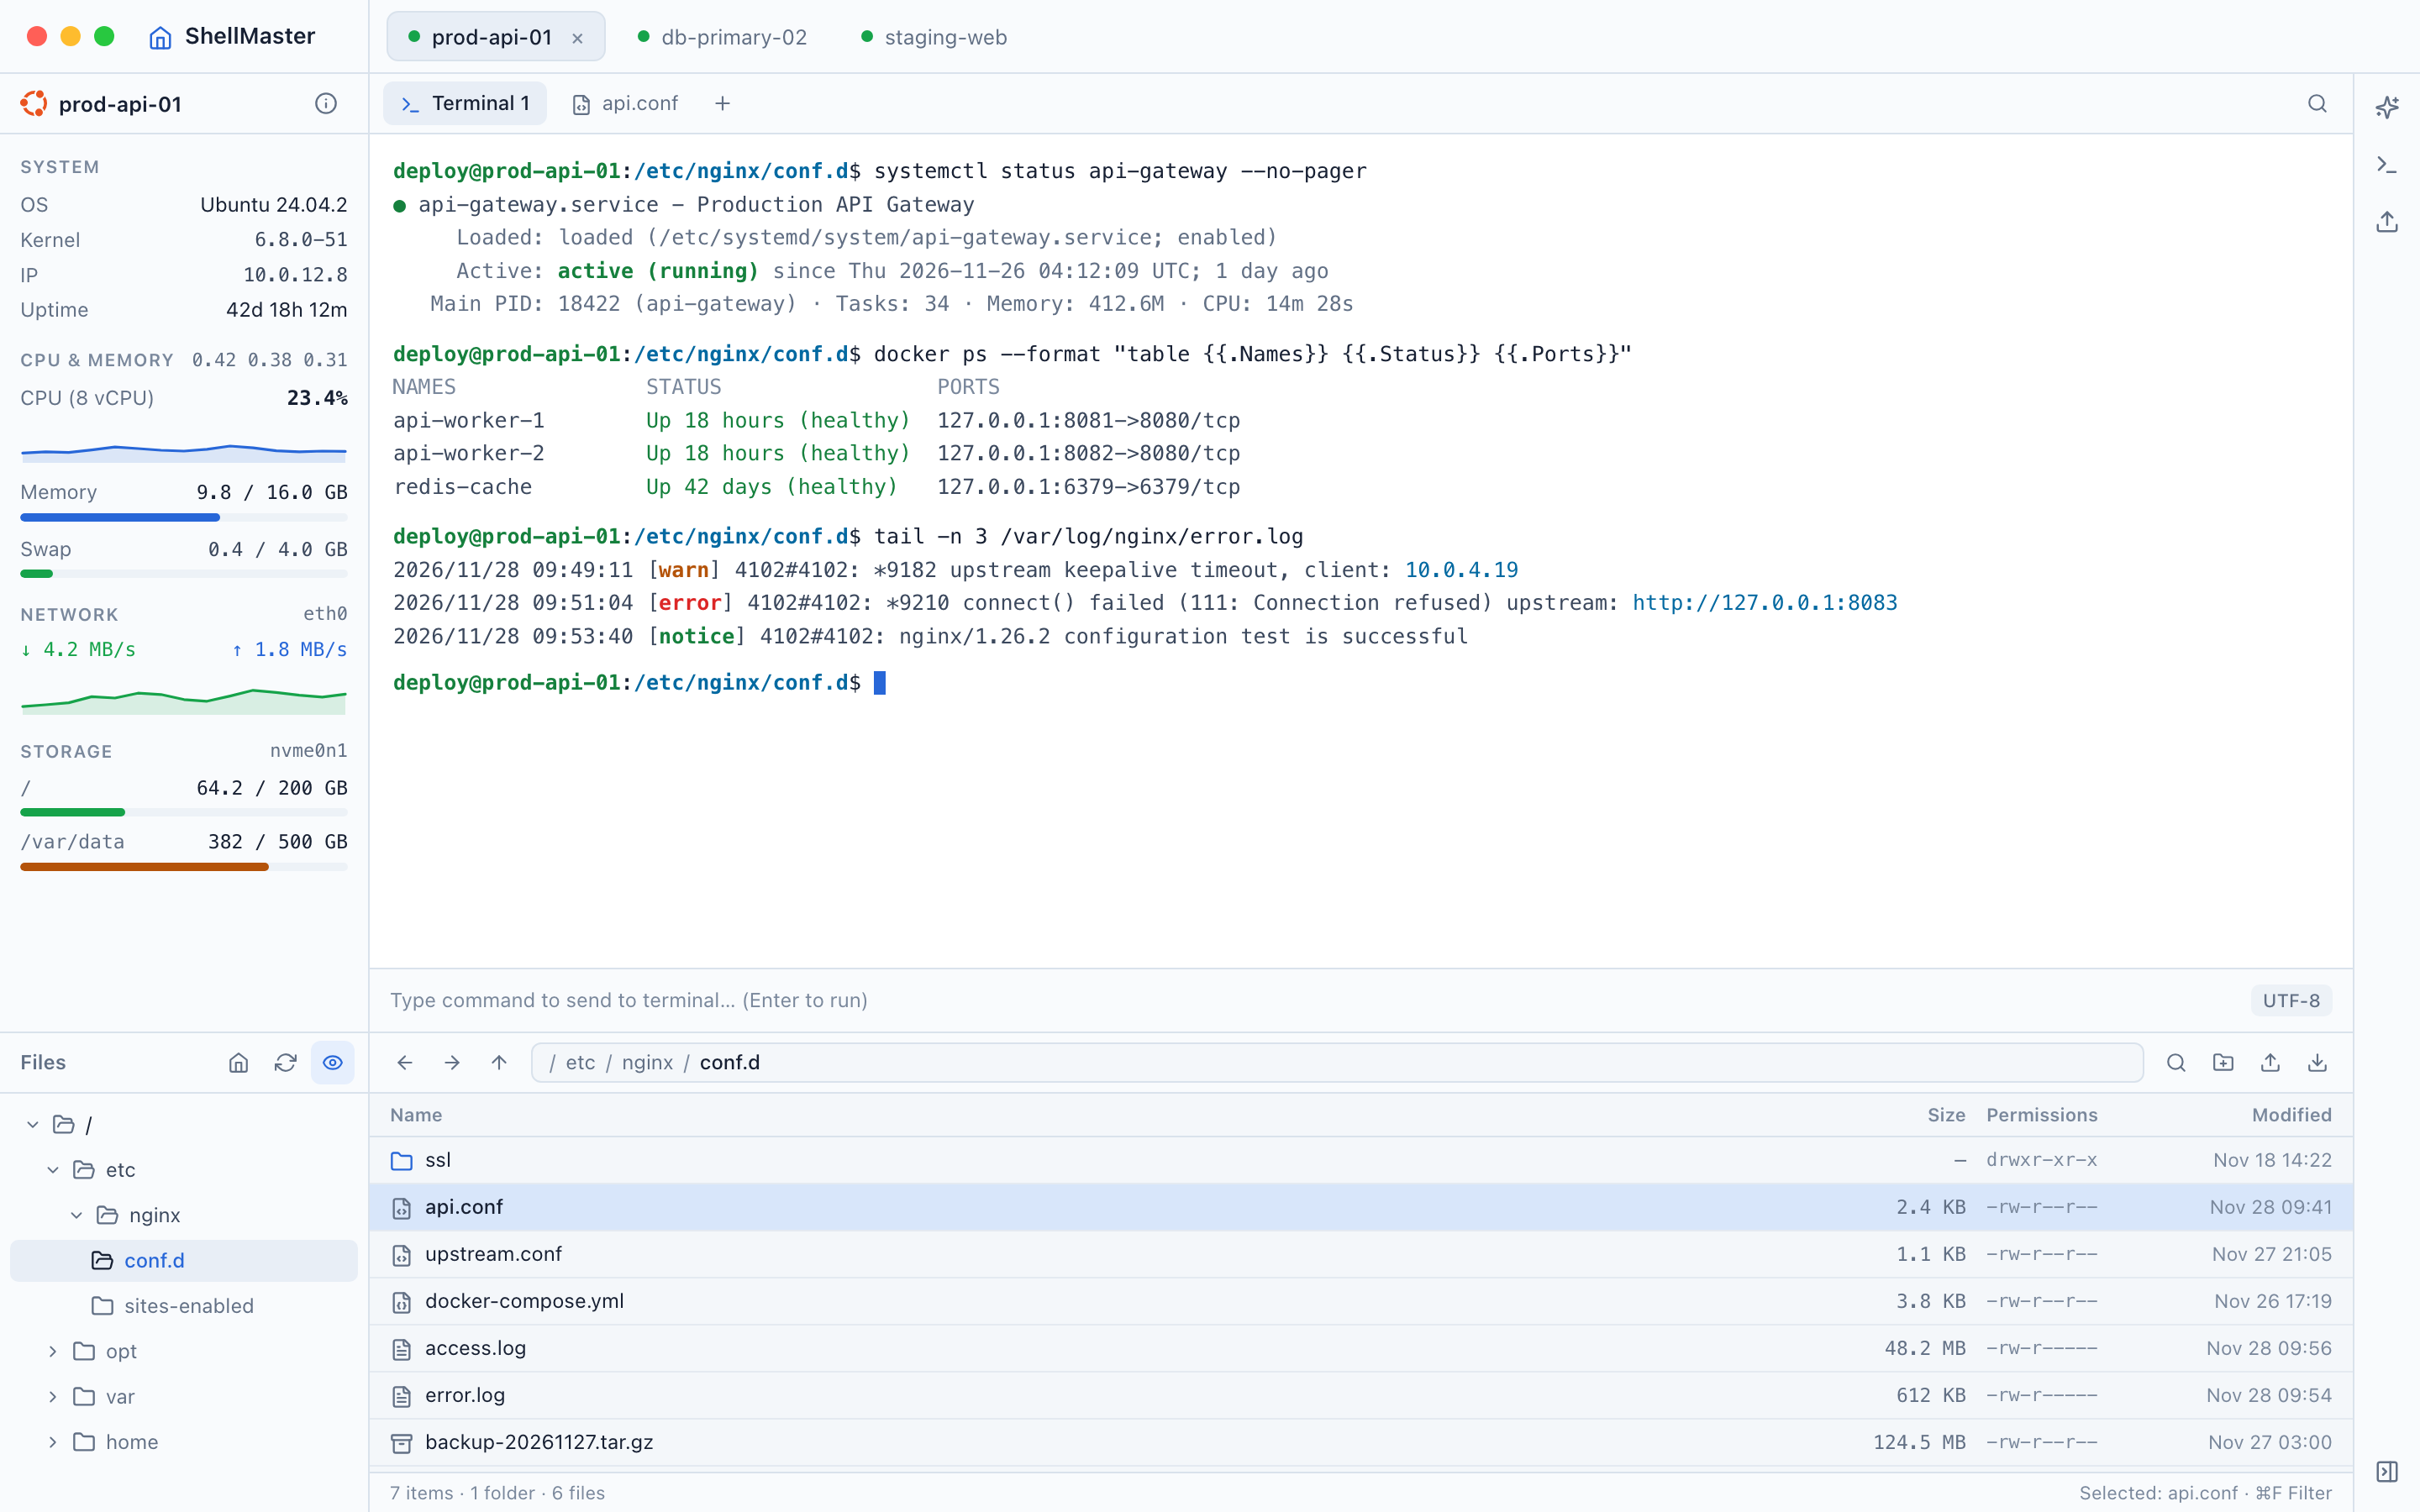 ShellMaster
prod-api-01 ×
db-primary-02
staging-web
prod-api-01
SYSTEM
OS Ubuntu 24.04.2
Kernel 6.8.0-51
IP 10.0.12.8
Uptime 42d 18h 12m
CPU & MEMORY 0.42 0.38 0.31
CPU (8 vCPU) 23.4%
Memory 9.8 / 16.0 GB
Swap 0.4 / 4.0 GB
NETWORK eth0
↓ 4.2 MB/s ↑ 1.8 MB/s
STORAGE nvme0n1
/ 64.2 / 200 GB
/var/data 382 / 500 GB
Terminal 1
api.conf
+
deploy@prod-api-01:/etc/nginx/conf.d$ systemctl status api-gateway --no-pager
● api-gateway.service - Production API Gateway
Loaded: loaded (/etc/systemd/system/api-gateway.service; enabled)
Active: active (running) since Thu 2026-11-26 04:12:09 UTC; 1 day ago
Main PID: 18422 (api-gateway) · Tasks: 34 · Memory: 412.6M · CPU: 14m 28s
deploy@prod-api-01:/etc/nginx/conf.d$ docker ps --format "table {{.Names}} {{.Status}} {{.Ports}}"
NAMES STATUS PORTS
api-worker-1 Up 18 hours (healthy) 127.0.0.1:8081->8080/tcp
api-worker-2 Up 18 hours (healthy) 127.0.0.1:8082->8080/tcp
redis-cache Up 42 days (healthy) 127.0.0.1:6379->6379/tcp
deploy@prod-api-01:/etc/nginx/conf.d$ tail -n 3 /var/log/nginx/error.log
2026/11/28 09:49:11 [warn] 4102#4102: *9182 upstream keepalive timeout, client: 10.0.4.19
2026/11/28 09:51:04 [error] 4102#4102: *9210 connect() failed (111: Connection refused) upstream: http://127.0.0.1:8083
2026/11/28 09:53:40 [notice] 4102#4102: nginx/1.26.2 configuration test is successful
deploy@prod-api-01:/etc/nginx/conf.d$
Type command to send to terminal... (Enter to run)
UTF-8
Files
/
etc
nginx
conf.d
sites-enabled
opt
var
home
/ etc / nginx / conf.d
Name Size Permissions Modified
ssl — drwxr-xr-x Nov 18 14:22
api.conf 2.4 KB -rw-r--r-- Nov 28 09:41
upstream.conf 1.1 KB -rw-r--r-- Nov 27 21:05
docker-compose.yml 3.8 KB -rw-r--r-- Nov 26 17:19
access.log 48.2 MB -rw-r----- Nov 28 09:56
error.log 612 KB -rw-r----- Nov 28 09:54
backup-20261127.tar.gz 124.5 MB -rw-r--r-- Nov 27 03:00
7 items · 1 folder · 6 files
Selected: api.conf · ⌘F Filter